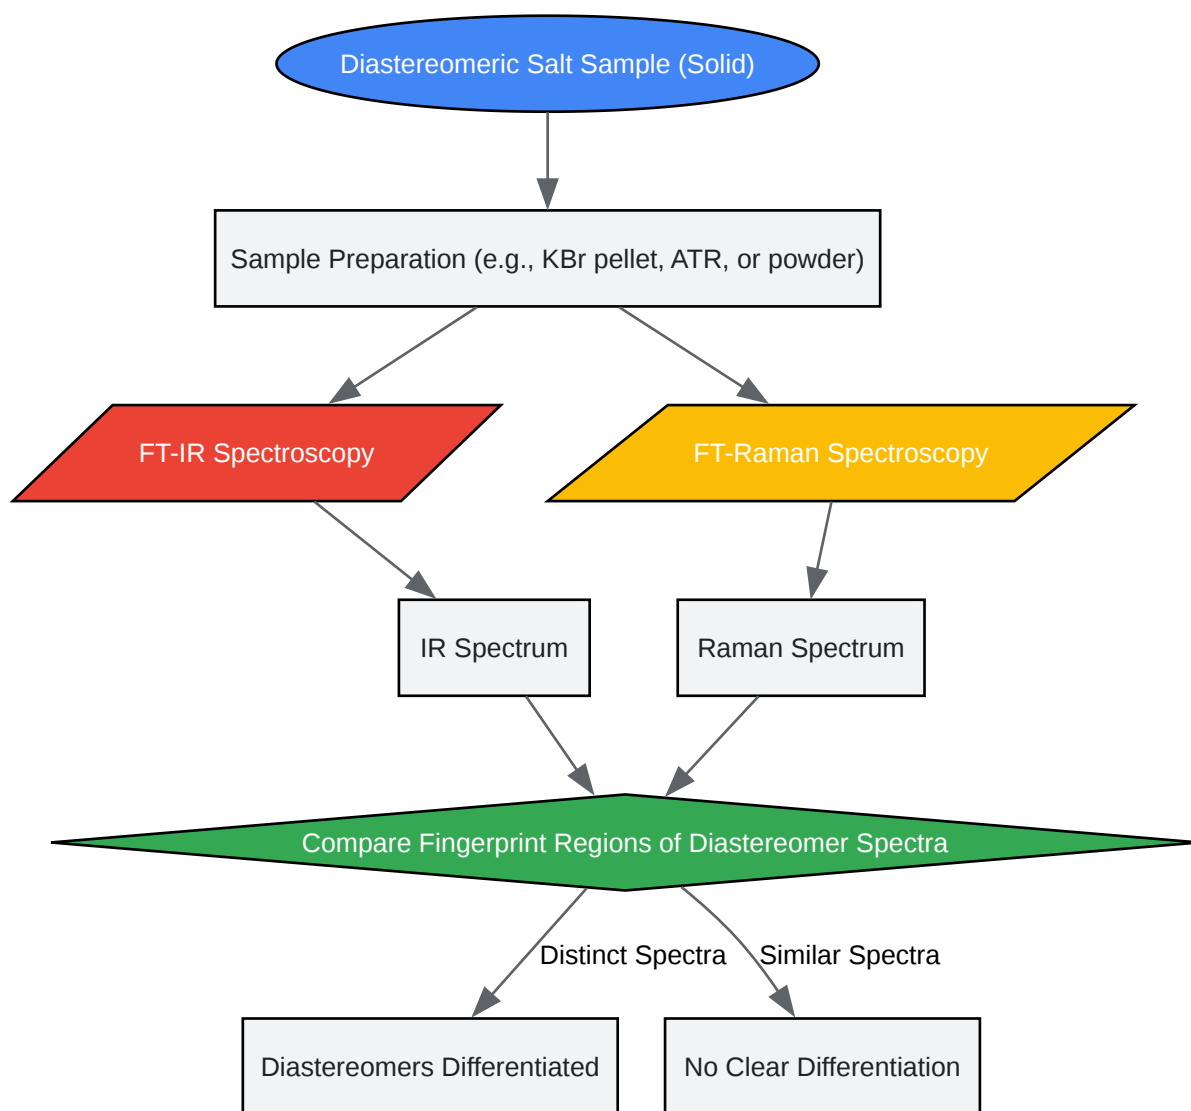 Diastereomeric Salt Sample (Solid)
Sample Preparation (e.g., KBr pellet, ATR, or powder)
FT-IR Spectroscopy
FT-Raman Spectroscopy
IR Spectrum
Raman Spectrum
Compare Fingerprint Regions of Diastereomer Spectra
Distinct Spectra
Similar Spectra
Diastereomers Differentiated
No Clear Differentiation